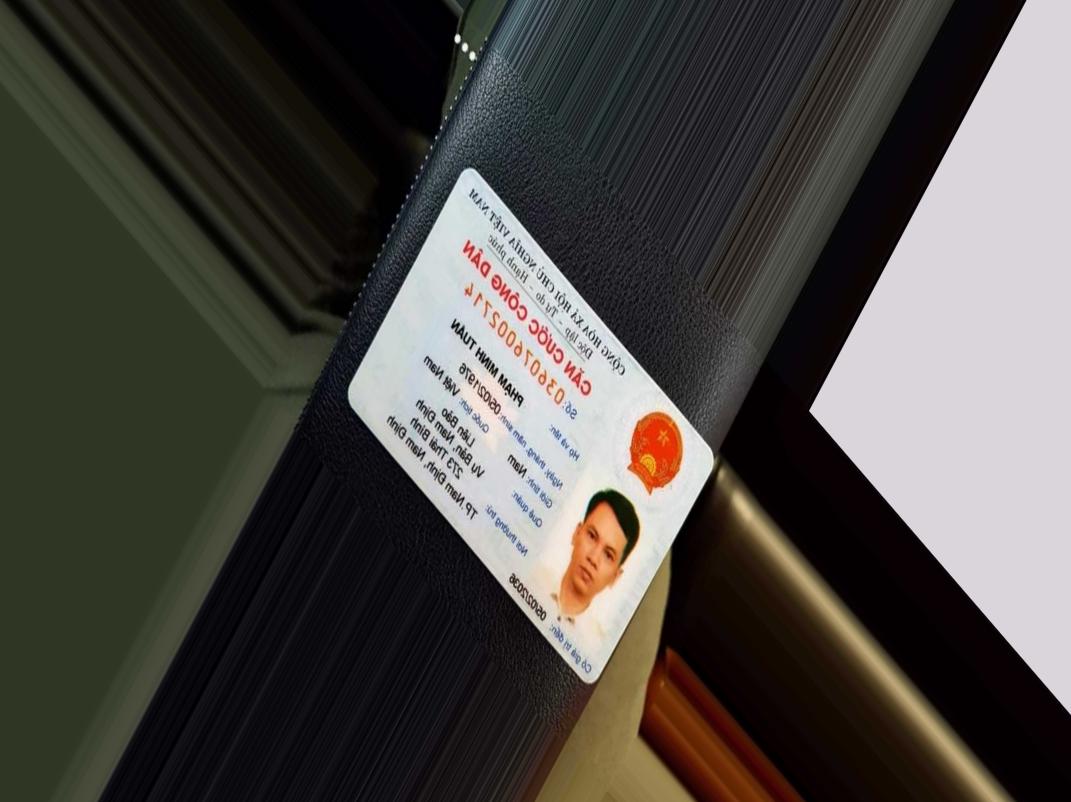 CỘNG HÒA XÃ HỘI CHỦ NGHĨA VIỆT NAM
Độc lập - Tự do - Hạnh phúc
CĂN CƯỚC CÔNG DÂN
Số: 036076002714
Họ và tên:
PHẠM MINH TUẤN
Ngày, tháng, năm sinh: 05/02/1976
Giới tính: Nam Quốc tịch: Việt Nam
Quê quán: Liên Bảo
Vụ Bản, Nam Định
Nơi thường trú: 273 Thái Bình
TP Nam Định, Nam Định
Có giá trị đến: 05/02/2036